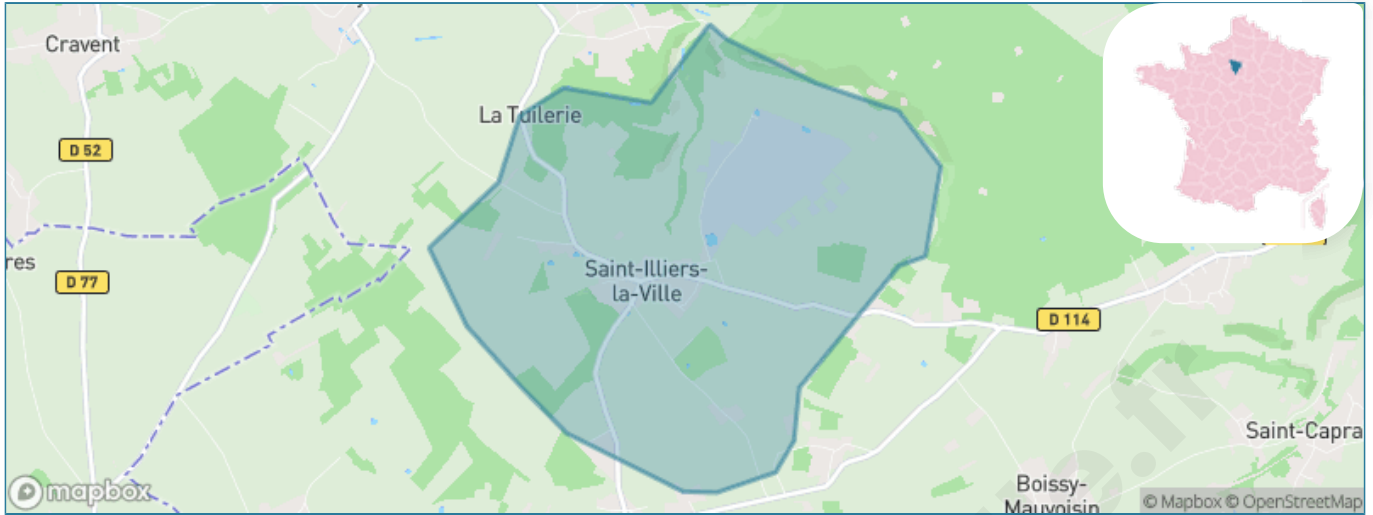 Cravent
La Tuilerie
D 52
res
D 77
Saint-Illiers-
la-Ville
D 114
Saint-Capra
Boissy-
Mauvoisin
mapbox
© Mapbox © OpenStreetMap